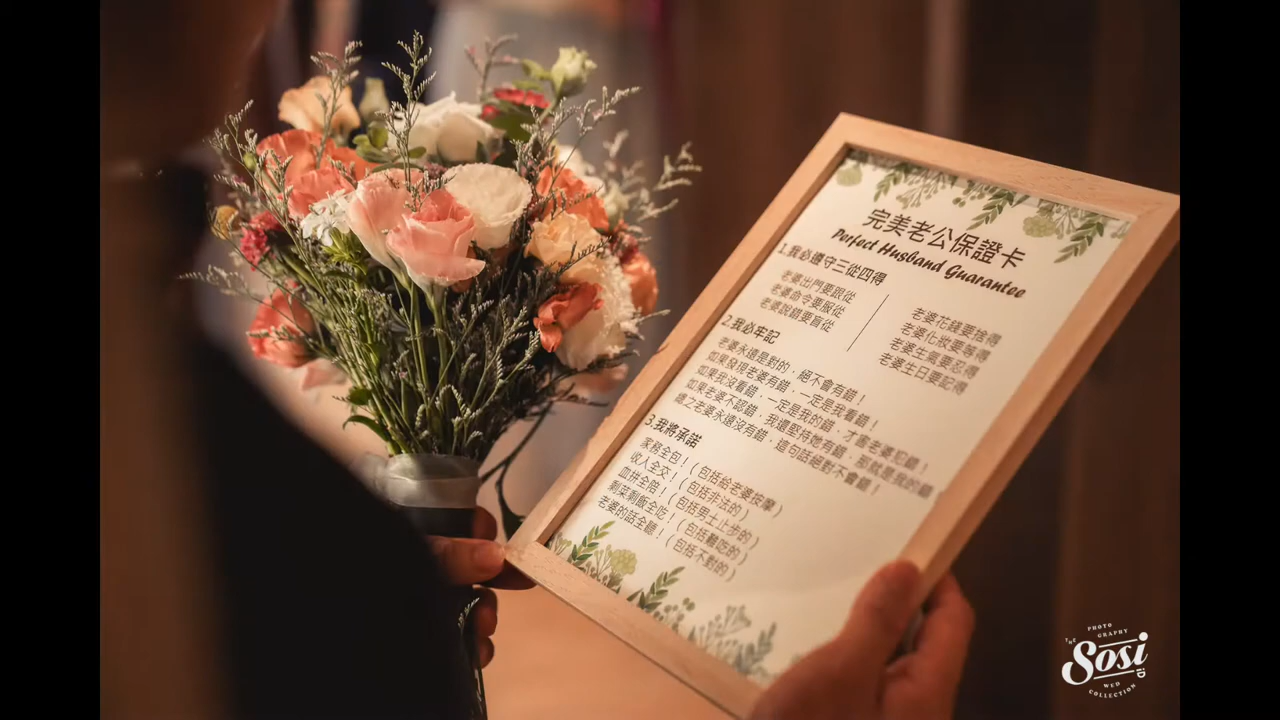 完美老公保證卡
Perfect Husband Guarantee
1.我必遵守三從四得
老婆出門要跟從
老婆命令要服從
老婆說錯要盲從
老婆花錢要捨得
老婆化妝要等得
老婆生氣要忍得
老婆生日要記得
2.我必牢記
老婆永遠是對的，絕不會有錯！
如果發現老婆有錯，一定是我看錯！
如果我沒看錯，一定是我的錯，才害老婆犯錯！
如果老婆不認錯，我還堅持她有錯，那就是我的錯！
總之老婆永遠沒有錯，這句話絕對不會錯！
3.我將承諾
家務全包！(包括給老婆按摩)
收入全交！(包括非法的)
血拼全陪！(包括男士止步的)
剩菜剩飯全吃！(包括難吃的)
老婆的話全聽！(包括不對的)
PHOTO
GRAPHY
THE
Sosi
iD
WED
COLLECTION